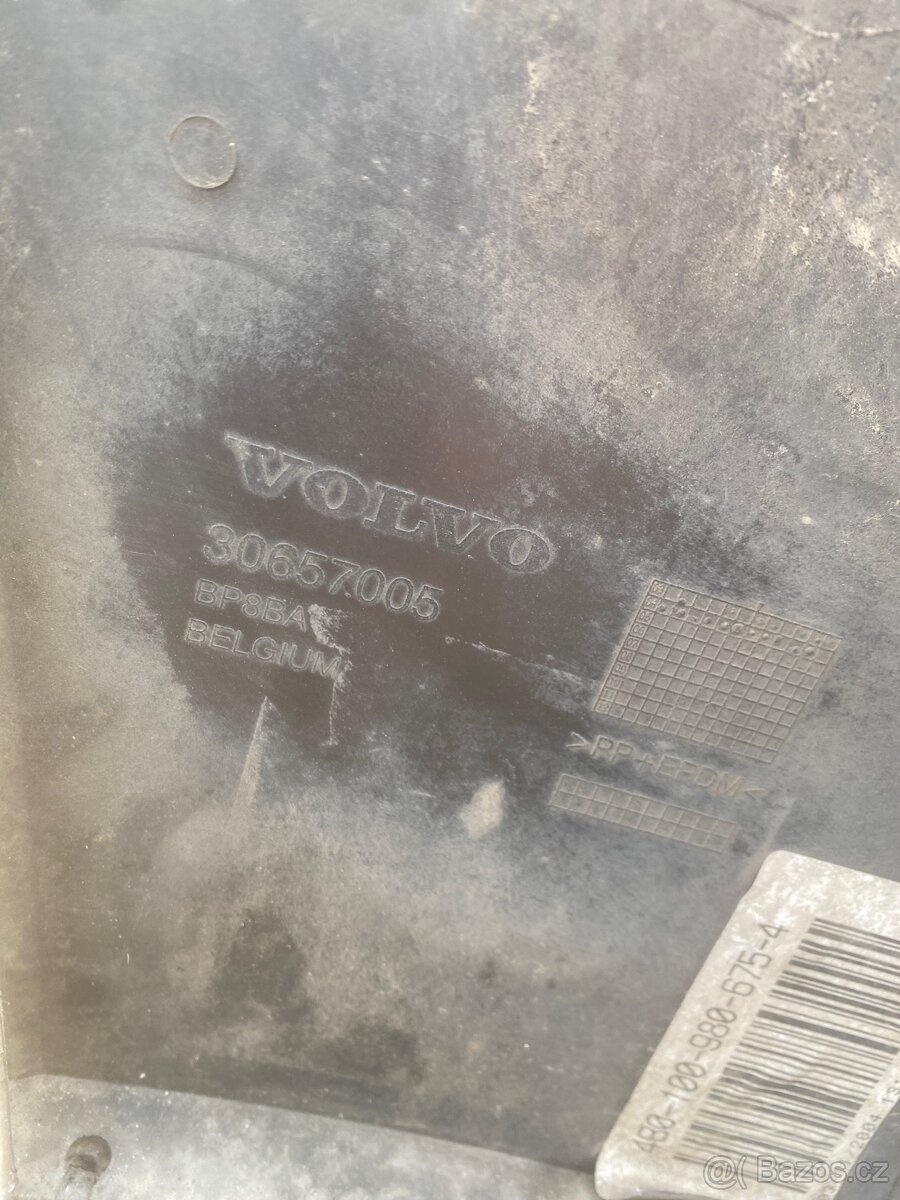 VOLVO
30657005
BP8BA
BELGIUM
>PP+EPDM<
480-100-980-675-4
@( Bazos.cz